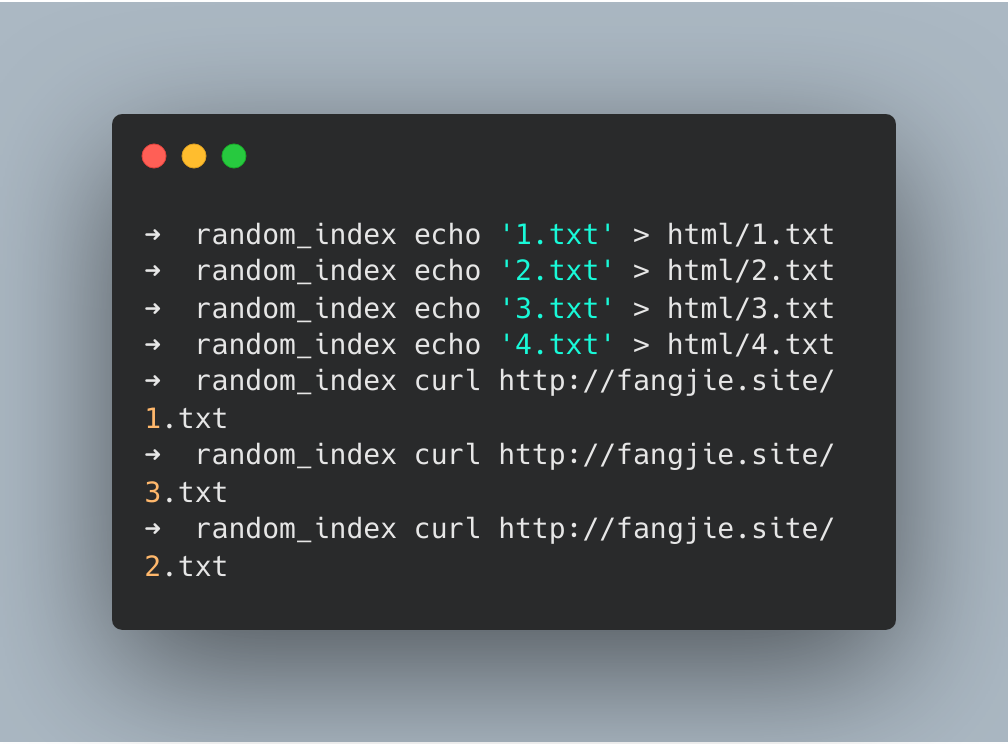 ➜  random_index echo '1.txt' > html/1.txt
➜  random_index echo '2.txt' > html/2.txt
➜  random_index echo '3.txt' > html/3.txt
➜  random_index echo '4.txt' > html/4.txt
➜  random_index curl http://fangjie.site/
1.txt
➜  random_index curl http://fangjie.site/
3.txt
➜  random_index curl http://fangjie.site/
2.txt